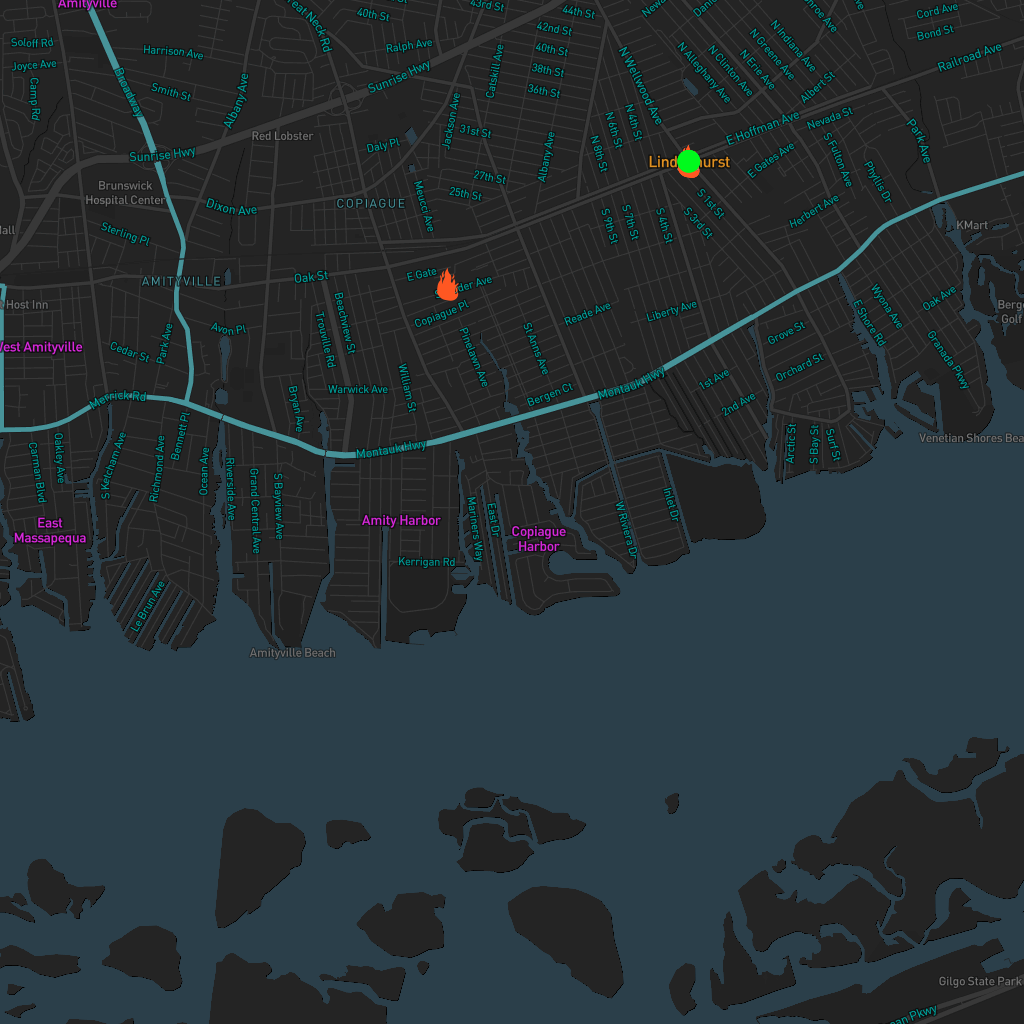 Amityville
40th St
43rd St
44th St
Daniel
Cord Ave
Bond St
Soloff Rd
Joyce Ave
Harrison Ave
Great Neck Rd
Ralph Ave
42nd St
40th St
38th St
36th St
N Wellwood Ave
N Alleghany Ave
N Clinton Ave
N Erie Ave
N Greene Ave
N Indiana Ave
Railroad Ave
Camp Rd
Broadway
Smith St
Albany Ave
Sunrise Hwy
Catskill Ave
Albert St
Red Lobster
Jackson Ave
31st St
Daly Pl
Albany Ave
N 8th St
N 6th St
N 4th St
E Hoffman Ave
Nevada St
Park Ave
Sunrise Hwy
Lind hurst
E Gates Ave
S Fulton Ave
Phyllis Dr
Brunswick
Hospital Center
27th St
25th St
Dixon Ave
COPIAGUE
Meucci Ave
S 9th St
S 7th St
S 4th St
S 3rd St
S 1st St
Herbert Ave
KMart
Mall
Sterling Pl
AMITYVILLE
Oak St
E Gate
der Ave
Copiague Pl
Host Inn
Beachview St
Trouville Rd
Reade Ave
Liberty Ave
E Shore Rd
Wyona Ave
Oak Ave
Berge
Golf
West Amityville
Cedar St
Park Ave
Avon Pl
Pinelawn Ave
St Anns Ave
Grove St
Granada Pkwy
Merrick Rd
Bryan Ave
Warwick Ave
William St
Bergen Ct
Montauk Hwy
1st Ave
2nd Ave
Orchard St
Carman Blvd
Oakley Ave
S Ketcham Ave
Richmond Ave
Bennett Pl
Ocean Ave
Riverside Ave
Grand Central Ave
S Bayview Ave
Montauk Hwy
Arctic St
S Bay St
Surf St
Venetian Shores Bea
East
Massapequa
Amity Harbor
Mariners Way
East Dr
Copiague
Harbor
W Riviera Dr
Inlet Dr
Kerrigan Rd
Le Brun Ave
Amityville Beach
Gilgo State Park
ean Pkwy